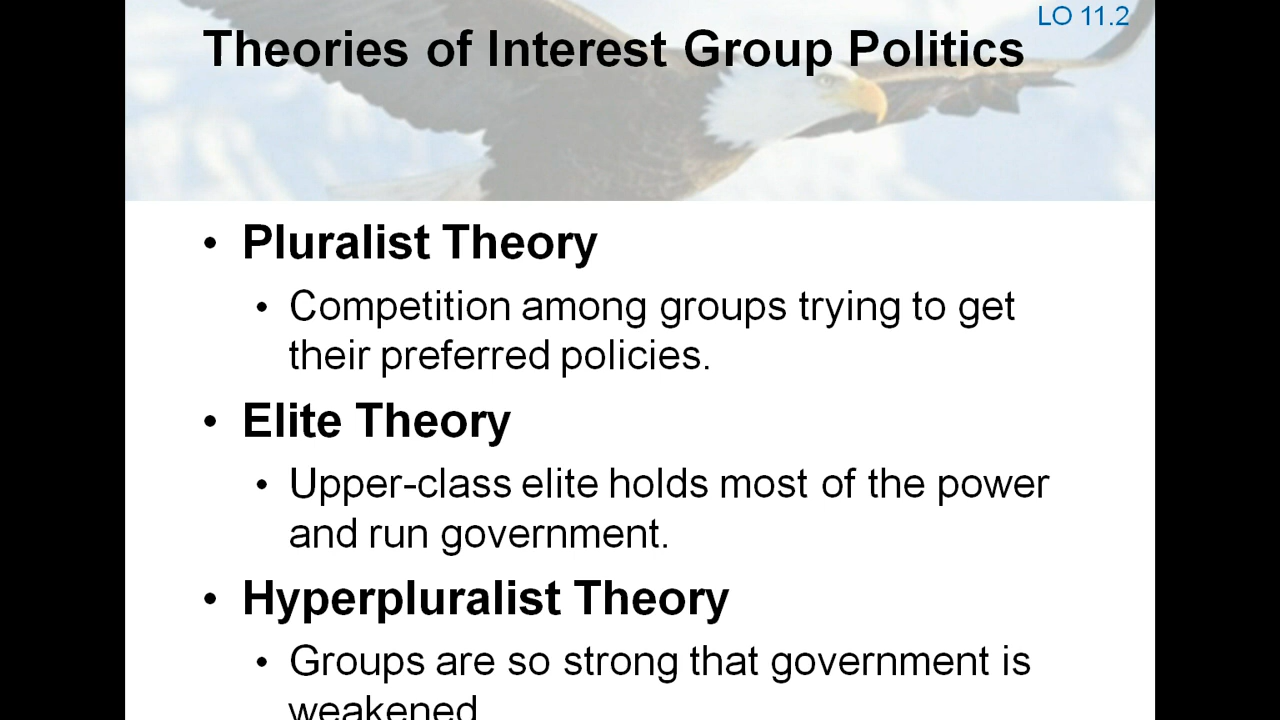 LO 11.2
Theories of Interest Group Politics
• Pluralist Theory
• Competition among groups trying to get
their preferred policies.
• Elite Theory
• Upper-class elite holds most of the power
and run government.
• Hyperpluralist Theory
• Groups are so strong that government is
weakened